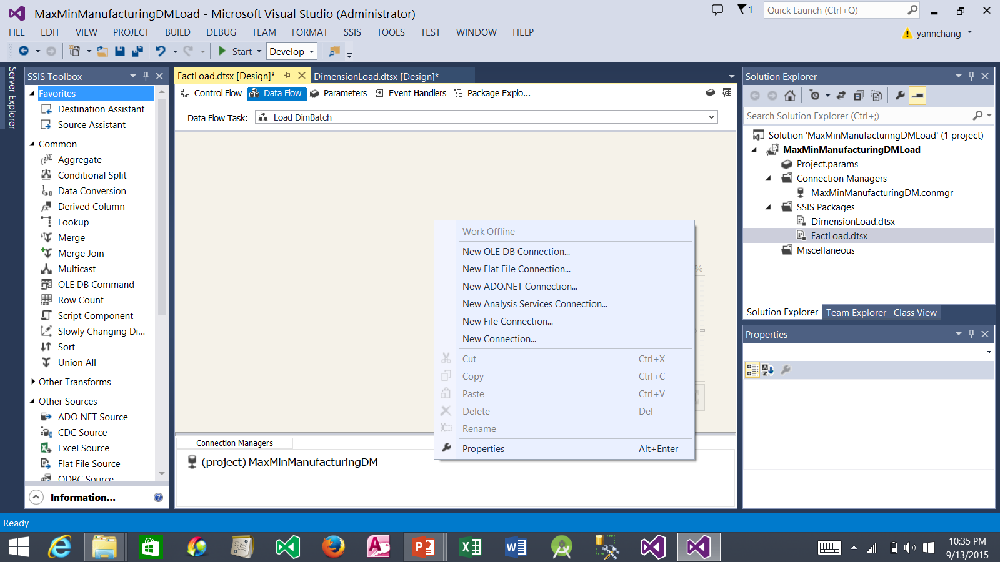 MaxMinManufacturingDMLoad - Microsoft Visual Studio (Administrator)
1
Quick Launch (Ctrl+Q)
FILE EDIT VIEW PROJECT BUILD DEBUG TEAM FORMAT SSIS TOOLS TEST WINDOW HELP
yannchang
Start
Develop
Server Explorer
SSIS Toolbox
Favorites
Destination Assistant
Source Assistant
Common
Aggregate
Conditional Split
Data Conversion
Derived Column
Lookup
Merge
Merge Join
Multicast
OLE DB Command
Row Count
Script Component
Slowly Changing Di...
Sort
Union All
Other Transforms
Other Sources
ADO NET Source
CDC Source
Excel Source
Flat File Source
ODBC Source
Information...
FactLoad.dtsx [Design]*
DimensionLoad.dtsx [Design]*
Control Flow
Data Flow
Parameters
Event Handlers
Package Explo...
Data Flow Task:
Load DimBatch
%
Work Offline
New OLE DB Connection...
New Flat File Connection...
New ADO.NET Connection...
New Analysis Services Connection...
New File Connection...
New Connection...
Cut Ctrl+X
Copy Ctrl+C
Paste Ctrl+V
Delete Del
Rename
Properties Alt+Enter
Connection Managers
(project) MaxMinManufacturingDM
Solution Explorer
Search Solution Explorer (Ctrl+;)
Solution 'MaxMinManufacturingDMLoad' (1 project)
MaxMinManufacturingDMLoad
Project.params
Connection Managers
MaxMinManufacturingDM.conmgr
SSIS Packages
DimensionLoad.dtsx
FactLoad.dtsx
Miscellaneous
Solution Explorer Team Explorer Class View
Properties
Ready
10:35 PM
9/13/2015